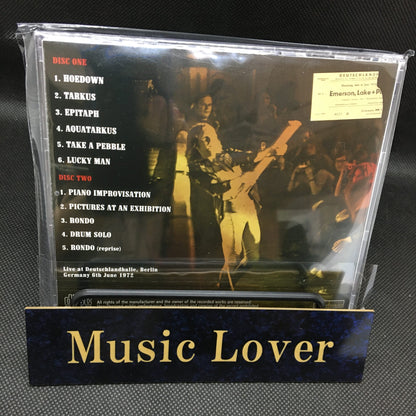 DISC ONE
1. HOEDOWN
2. TARKUS
3. EPITAPH
4. AQUATARKUS
5. TAKE A PEBBLE
6. LUCKY MAN
DISC TWO
1. PIANO IMPROVISATION
2. PICTURES AT AN EXHIBITION
3. RONDO
4. DRUM SOLO
5. RONDO (reprise)
Live at Deutschlandhalle, Berlin
Germany 6th June 1972
DEUTSCHLAND
Emerson, Lake + P
All rights of the manufacturer and the owner of the recorded works are reserved
Music Lover